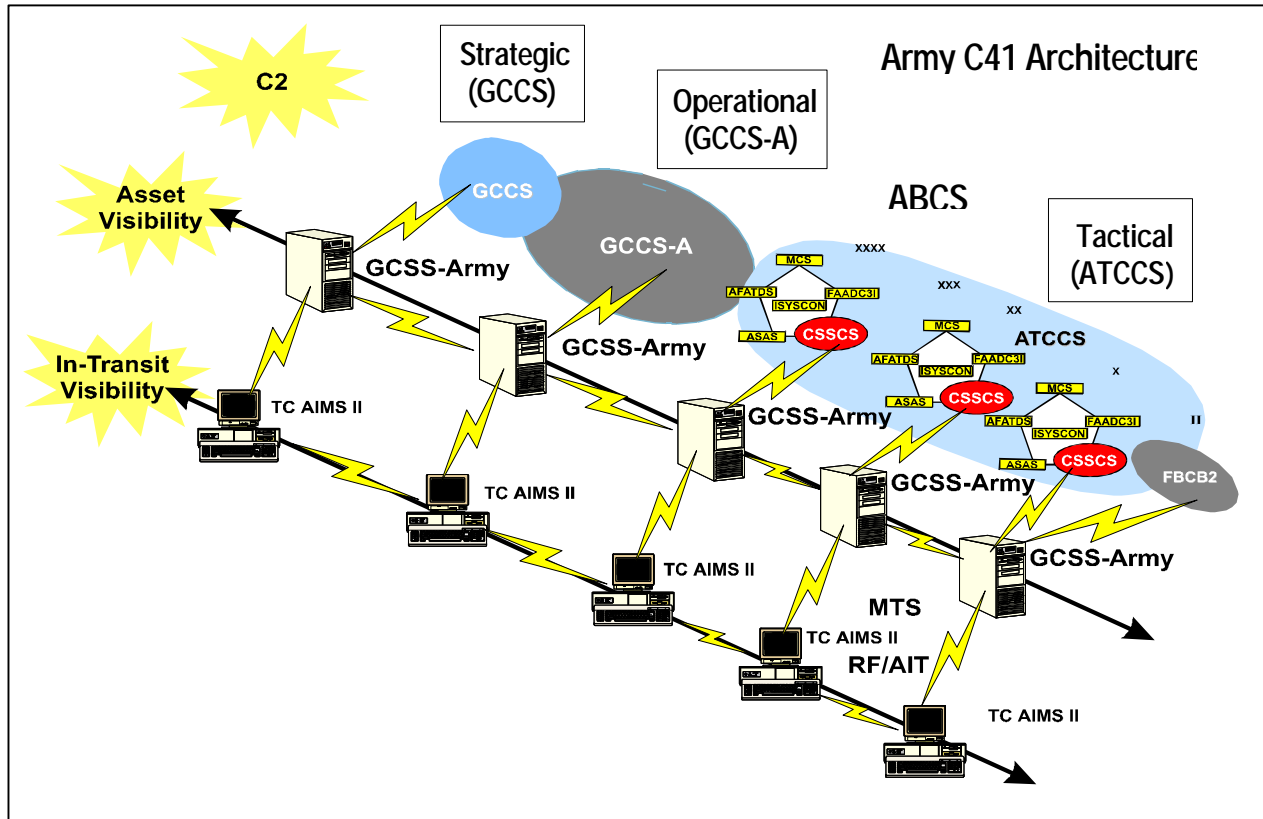 Army C41 Architecture
Strategic
(GCCS)
Operational
(GCCS-A)
C2
ABCS
Tactical
(ATCCS)
Asset
Visibility
GCCS
GCCS-A
GCSS-Army
xxxx
MCS
AFATDS
FAADC3I
ISYSCON
ASAS
CSSCS
xxx
xx
ATCCS
MCS
AFATDS
FAADC3I
ISYSCON
ASAS
CSSCS
x
MCS
AFATDS
FAADC3I
ISYSCON
ASAS
CSSCS
II
FBCB2
In-Transit
Visibility
GCSS-Army
GCSS-Army
GCSS-Army
GCSS-Army
TC AIMS II
TC AIMS II
TC AIMS II
MTS
TC AIMS II
RF/AIT
TC AIMS II